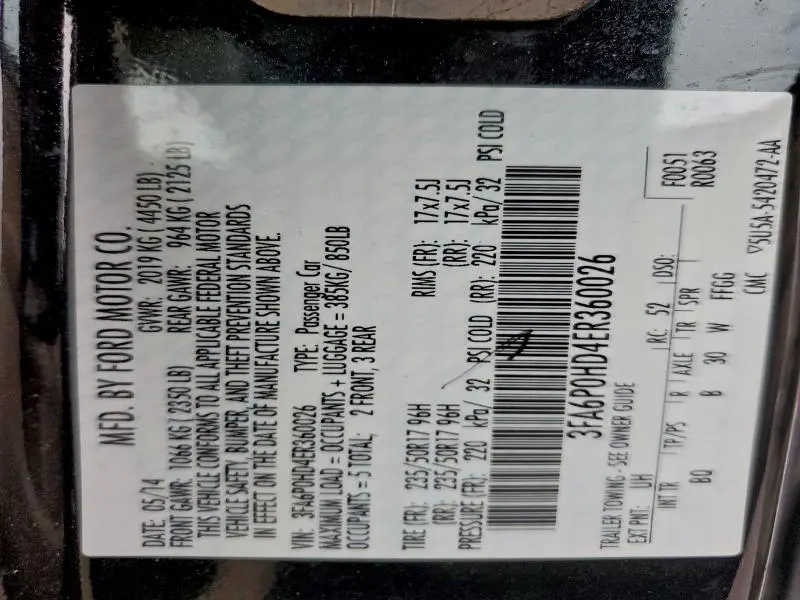 MFD. BY FORD MOTOR CO.
DATE: 05/14 GVWR: 2019 KG ( 4450 LB)
FRONT GAWR: 1066 KG ( 2350 LB) REAR GAWR: 964 KG ( 2125 LB)
THIS VEHICLE CONFORMS TO ALL APPLICABLE FEDERAL MOTOR
VEHICLE SAFETY, BUMPER, AND THEFT PREVENTION STANDARDS
IN EFFECT ON THE DATE OF MANUFACTURE SHOWN ABOVE.
VIN: 3FA6P0HD4ER360026 TYPE: Passenger Car
MAXIMUM LOAD = OCCUPANTS + LUGGAGE = 385KG/ 850LB
OCCUPANTS = 5 TOTAL; 2 FRONT, 3 REAR
TIRE (FR): 235/50R17 96H RIMS (FR): 17x7.5J
(RR): 235/50R17 96H (RR): 17x7.5J
PRESSURE (FR): 220 kPa/ 32 PSI COLD (RR): 220 kPa/ 32 PSI COLD
3FA6P0HD4ER360026
F0051
R0063
TRAILER TOWING - SEE OWNER GUIDE
EXT PNT: UH RC: 52 DSO:
INT TR TP/PS R AXLE TR SPR
BQ B 30 W FFGG
CMC ▽5U5A-5420472-AA